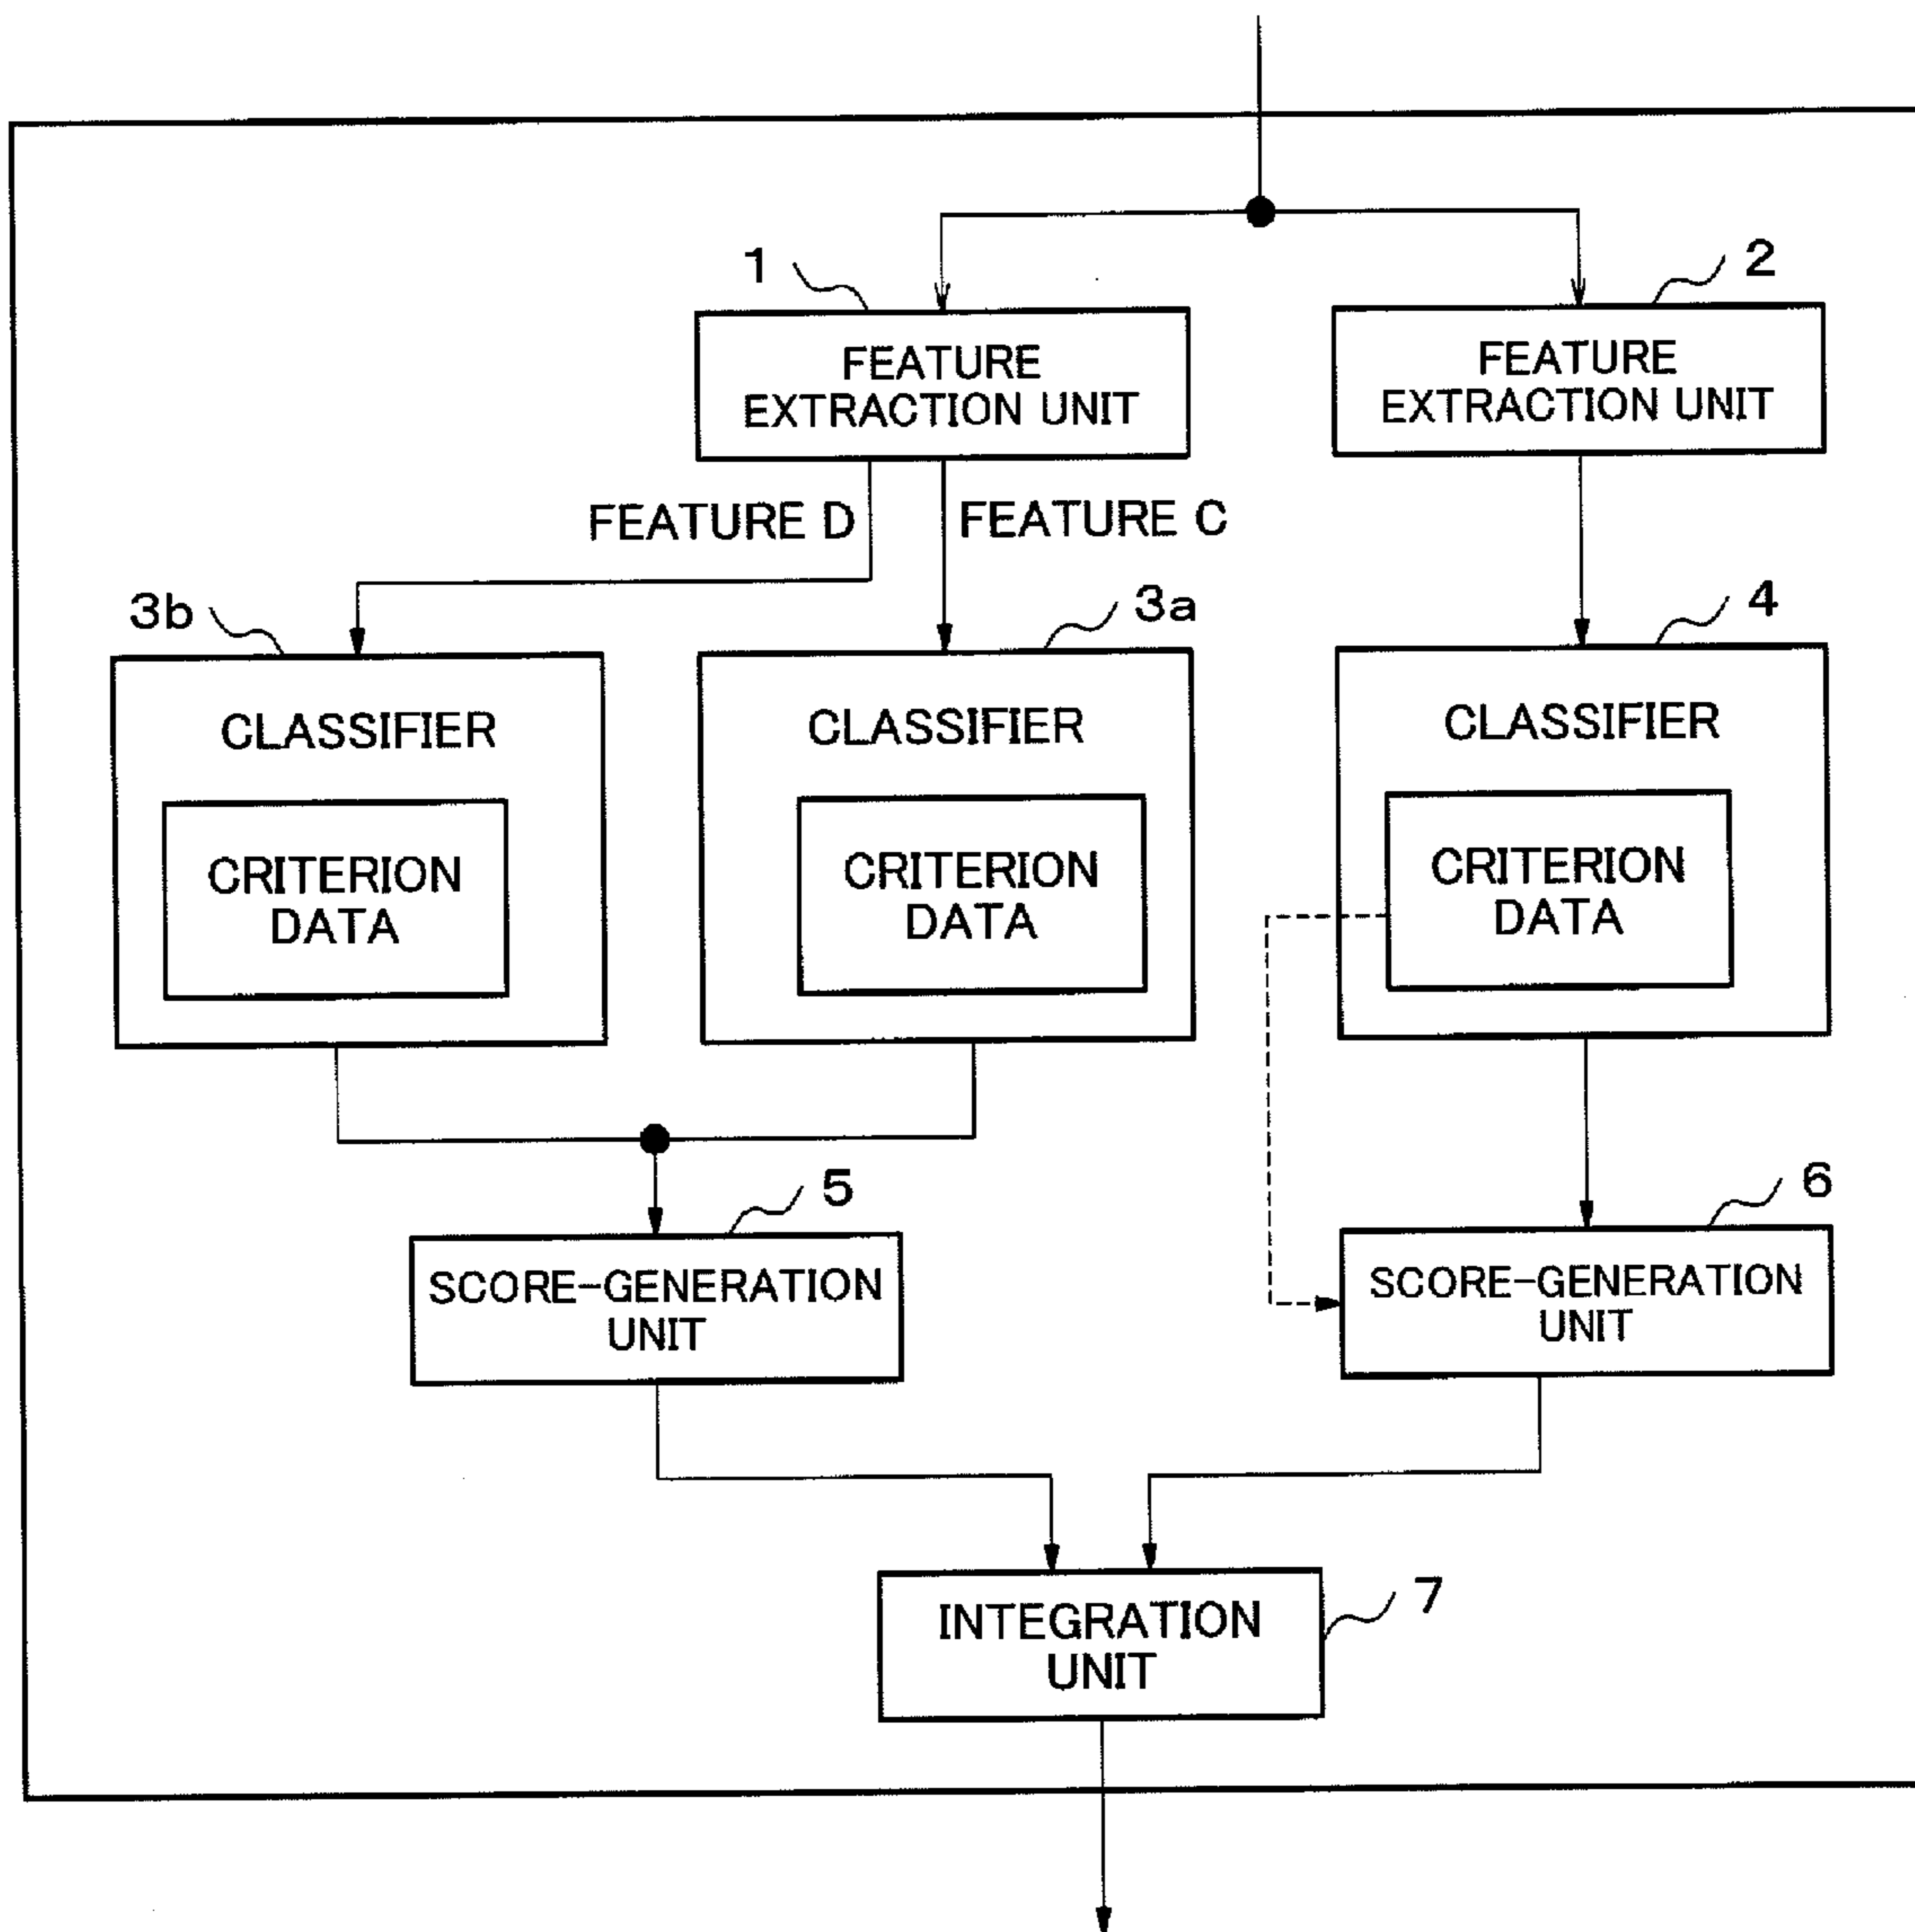 1
2
FEATURE
EXTRACTION UNIT
FEATURE
EXTRACTION UNIT
FEATURE D
FEATURE C
3b
3a
4
CLASSIFIER
CRITERION
DATA
CLASSIFIER
CRITERION
DATA
CLASSIFIER
CRITERION
DATA
5
6
SCORE-GENERATION
UNIT
SCORE-GENERATION
UNIT
7
INTEGRATION
UNIT